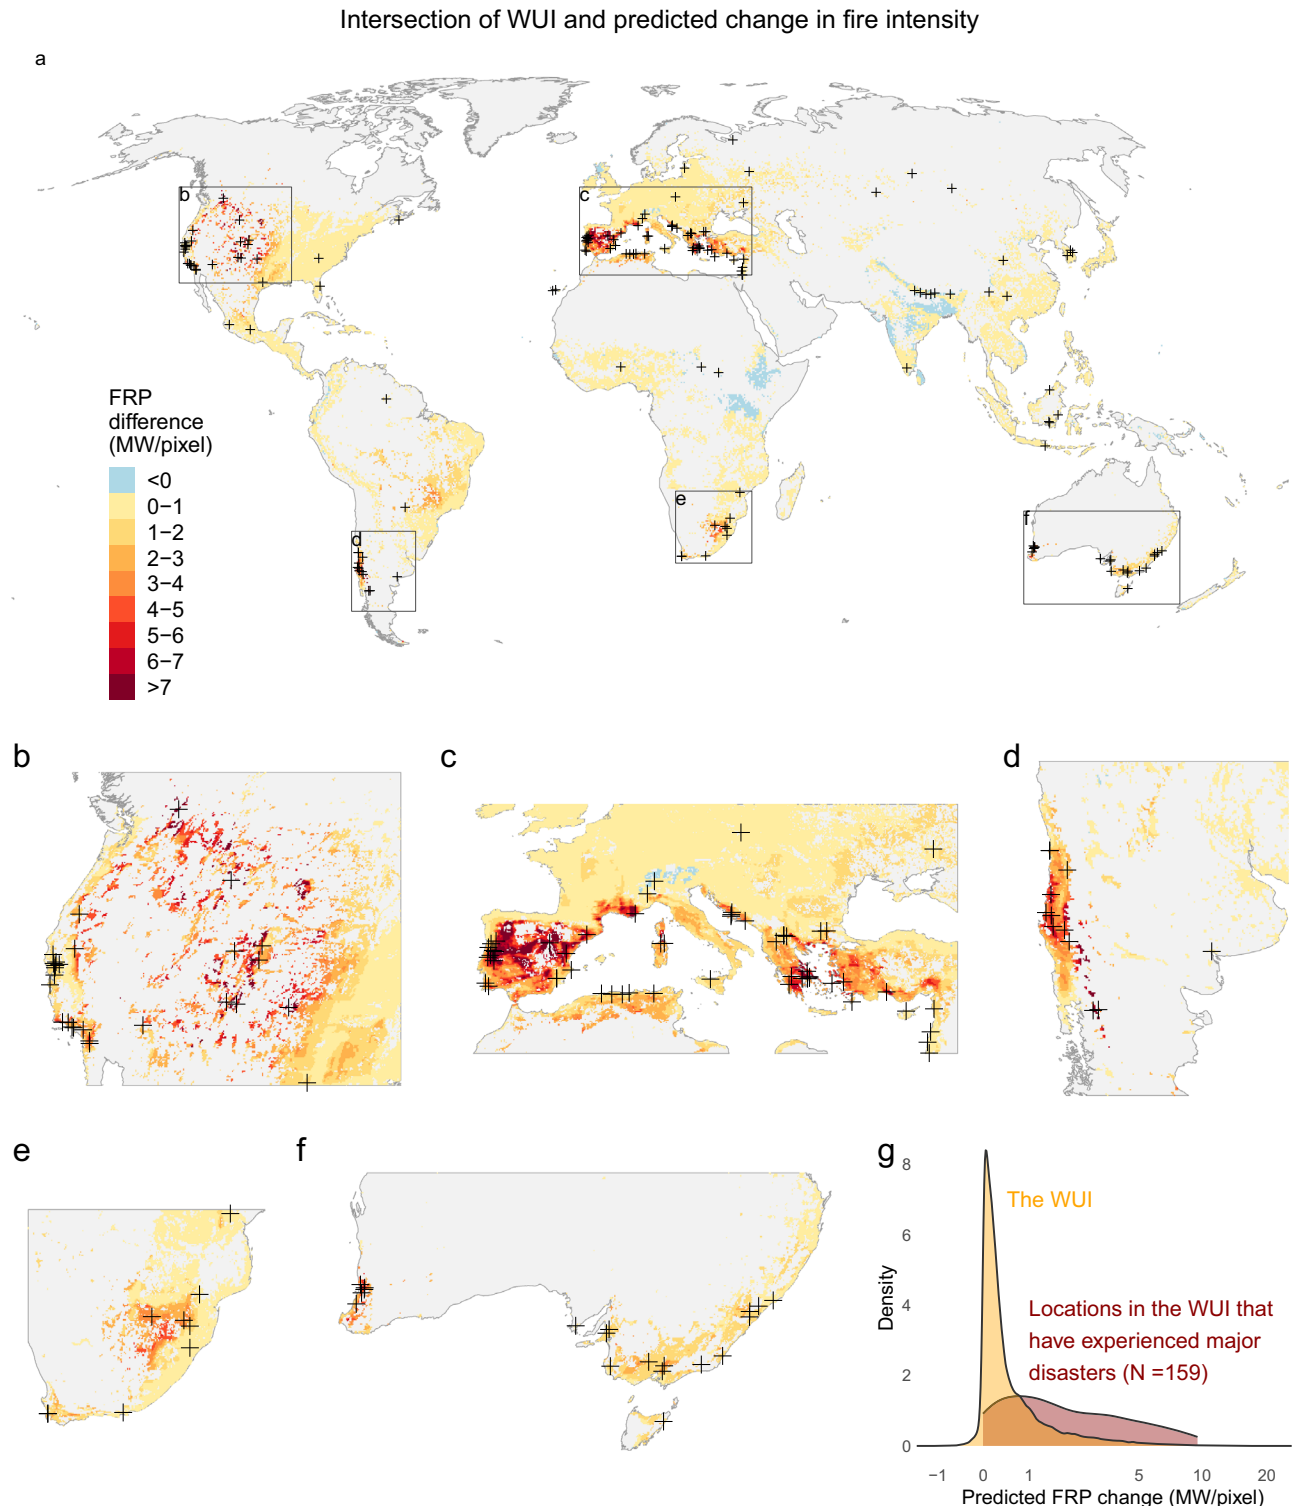 Intersection of WUI and predicted change in fire intensity
a
b
c
d
e
f
FRP
difference
(MW/pixel)
<0
0−1
1−2
2−3
3−4
4−5
5−6
6−7
>7
b
c
d
e
f
g
8
6
4
2
0
Density
The WUI
Locations in the WUI that
have experienced major
disasters (N =159)
−1 0 1 5 10 20
Predicted FRP change (MW/pixel)